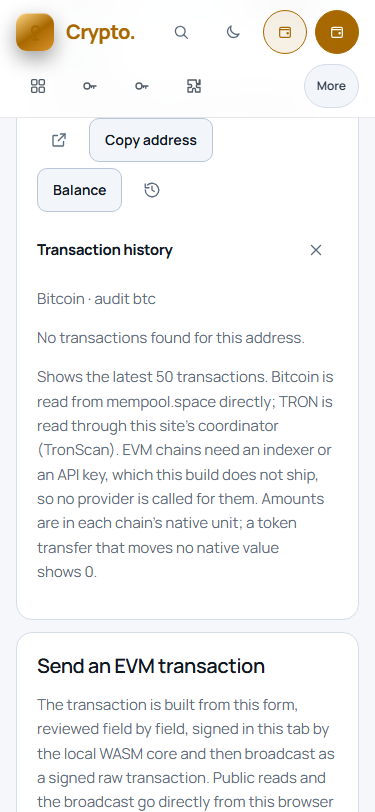 Crypto.
More
Copy address
Balance
Transaction history
Bitcoin · audit btc
No transactions found for this address.
Shows the latest 50 transactions. Bitcoin is
read from mempool.space directly; TRON is
read through this site's coordinator
(TronScan). EVM chains need an indexer or
an API key, which this build does not ship,
so no provider is called for them. Amounts
are in each chain's native unit; a token
transfer that moves no native value
shows 0.
Send an EVM transaction
The transaction is built from this form,
reviewed field by field, signed in this tab by
the local WASM core and then broadcast as
a signed raw transaction. Public reads and
the broadcast go directly from this browser